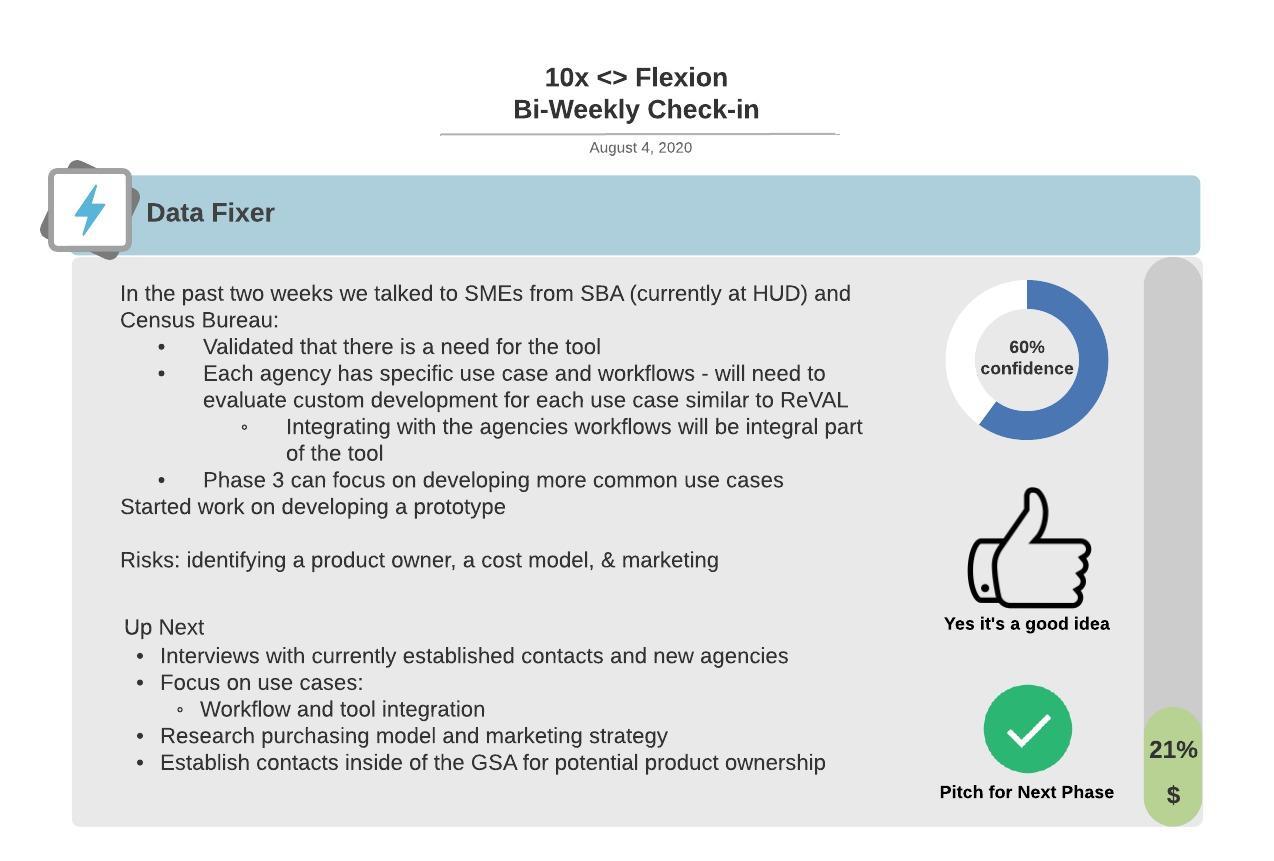 10x <> Flexion
Bi-Weekly Check-in
August 4, 2020
Data Fixer
In the past two weeks we talked to SMEs from SBA (currently at HUD) and
Census Bureau:
• Validated that there is a need for the tool
• Each agency has specific use case and workflows - will need to
evaluate custom development for each use case similar to ReVAL
◦ Integrating with the agencies workflows will be integral part
of the tool
• Phase 3 can focus on developing more common use cases
Started work on developing a prototype
Risks: identifying a product owner, a cost model, & marketing
Up Next
• Interviews with currently established contacts and new agencies
• Focus on use cases:
◦ Workflow and tool integration
• Research purchasing model and marketing strategy
• Establish contacts inside of the GSA for potential product ownership
60%
confidence
Yes it's a good idea
Pitch for Next Phase
21%
$